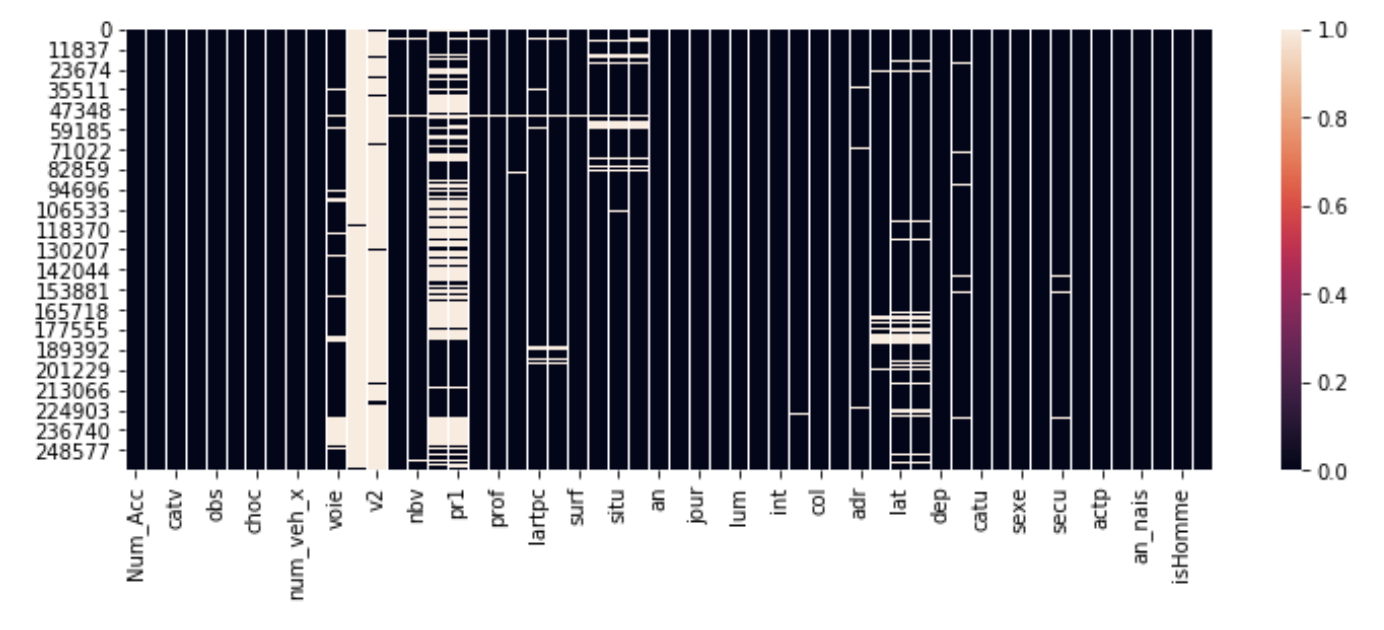 0
11837
23674
35511
47348
59185
71022
82859
94696
106533
118370
130207
142044
153881
165718
177555
189392
201229
213066
224903
236740
248577
Num_Acc
catv
obs
choc
num_veh_x
voie
v2
nbv
pr1
prof
lartpc
surf
situ
an
jour
lum
int
col
adr
lat
dep
catu
sexe
secu
actp
an_nais
isHomme
1.0
0.8
0.6
0.4
0.2
0.0